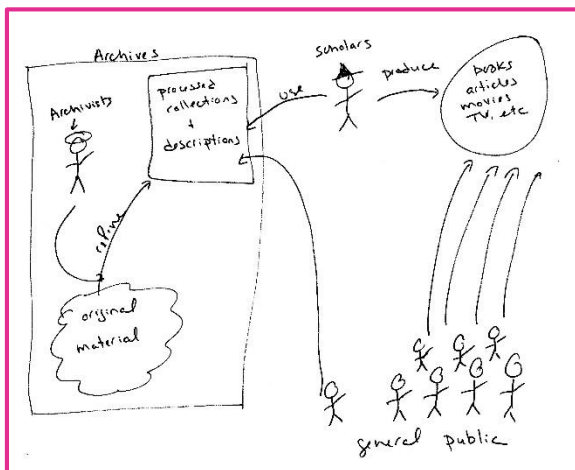 Archives
Archivists
processed
collections
+
descriptions
refine
original
material
scholars
use
produce
books
articles
movies
TV, etc
general public